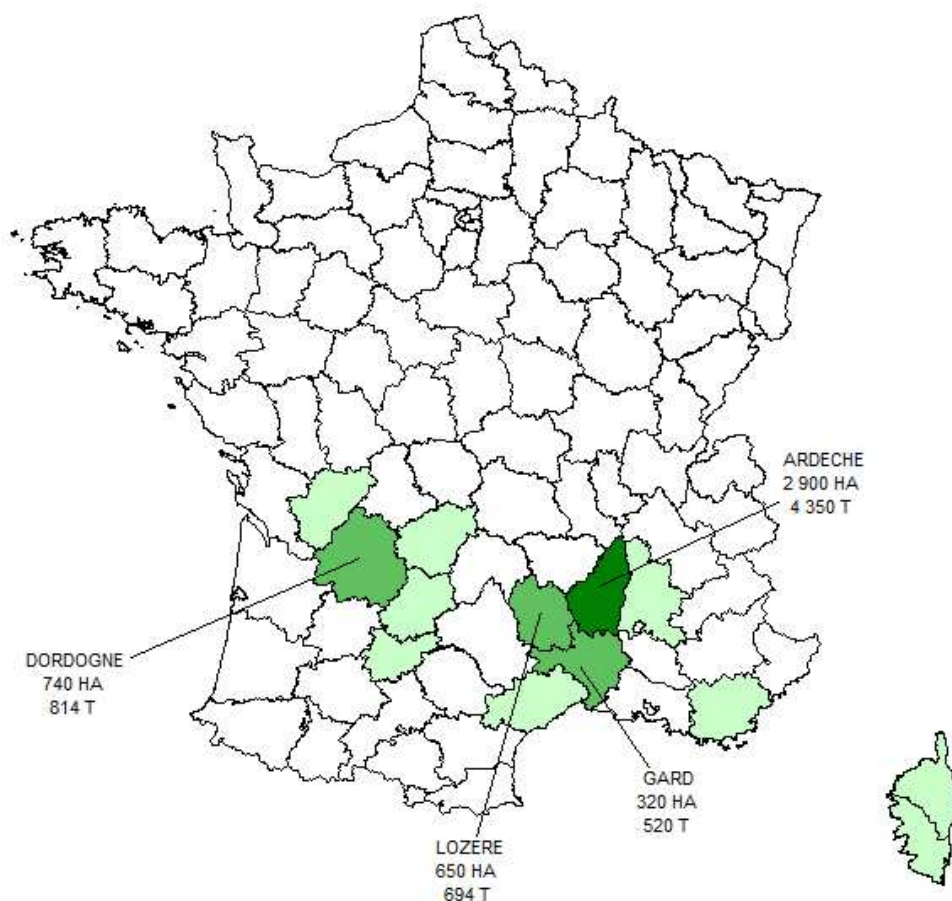 ARDECHE
2 900 HA
4 350 T
DORDOGNE
740 HA
814 T
GARD
320 HA
520 T
LOZERE
650 HA
694 T